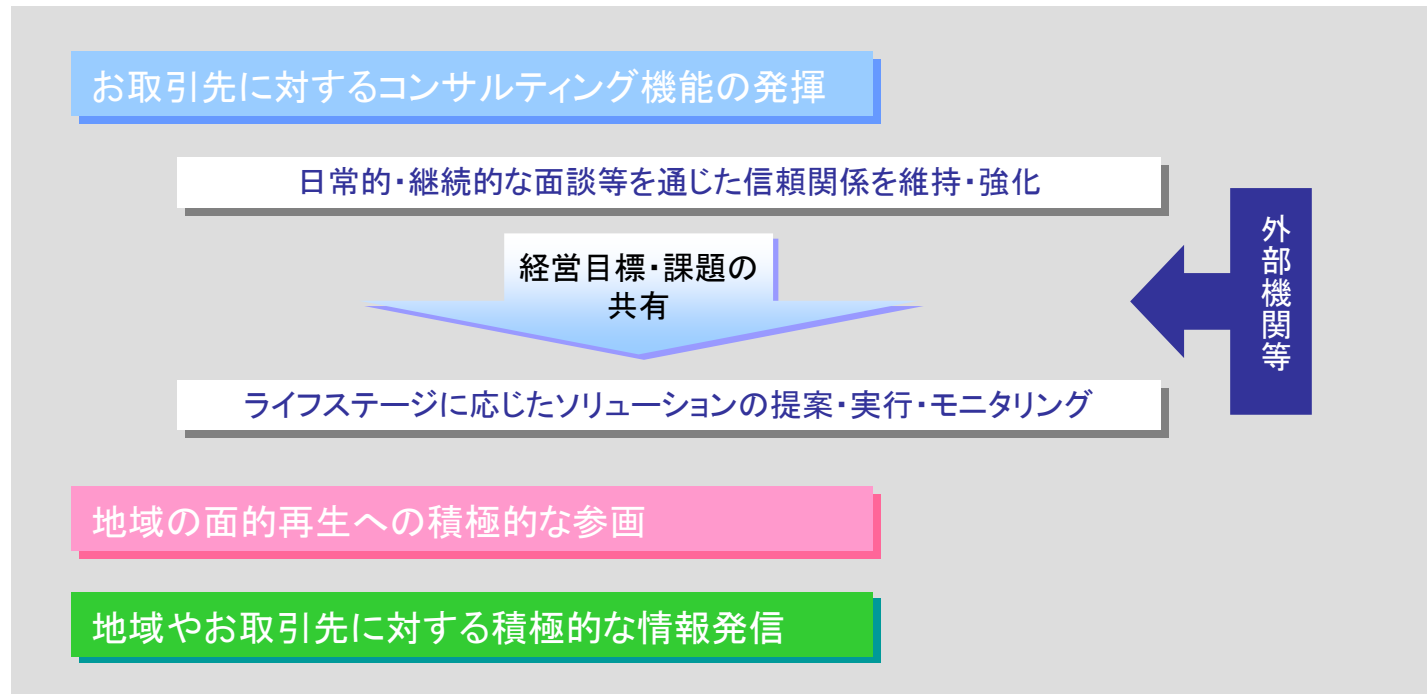 お取引先に対するコンサルティング機能の発揮
日常的・継続的な面談等を通じた信頼関係を維持・強化
経営目標・課題の
共有
外部機関等
ライフステージに応じたソリューションの提案・実行・モニタリング
地域の面的再生への積極的な参画
地域やお取引先に対する積極的な情報発信